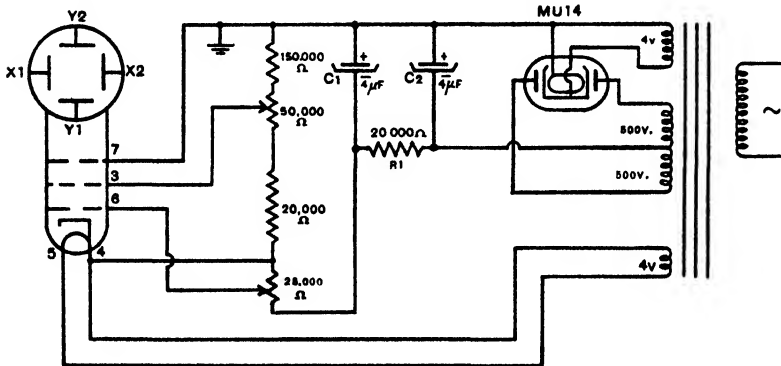 MU14
Y2
X1
X2
Y1
4v
150.000
Ω
C1
+
4μF
C2
+
4μF
50,000
Ω
500V.
~
20 000Ω
R1
7
3
6
500V.
20,000
Ω
5
4
25,000
Ω
4v